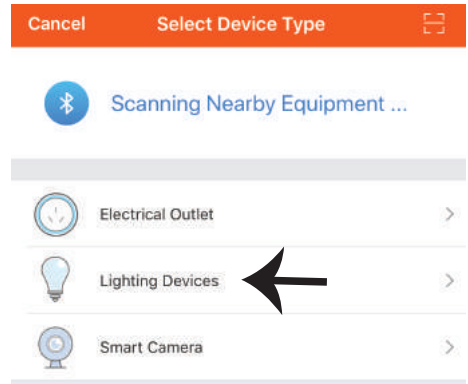 Cancel Select Device Type
Scanning Nearby Equipment ...
Electrical Outlet
Lighting Devices
Smart Camera